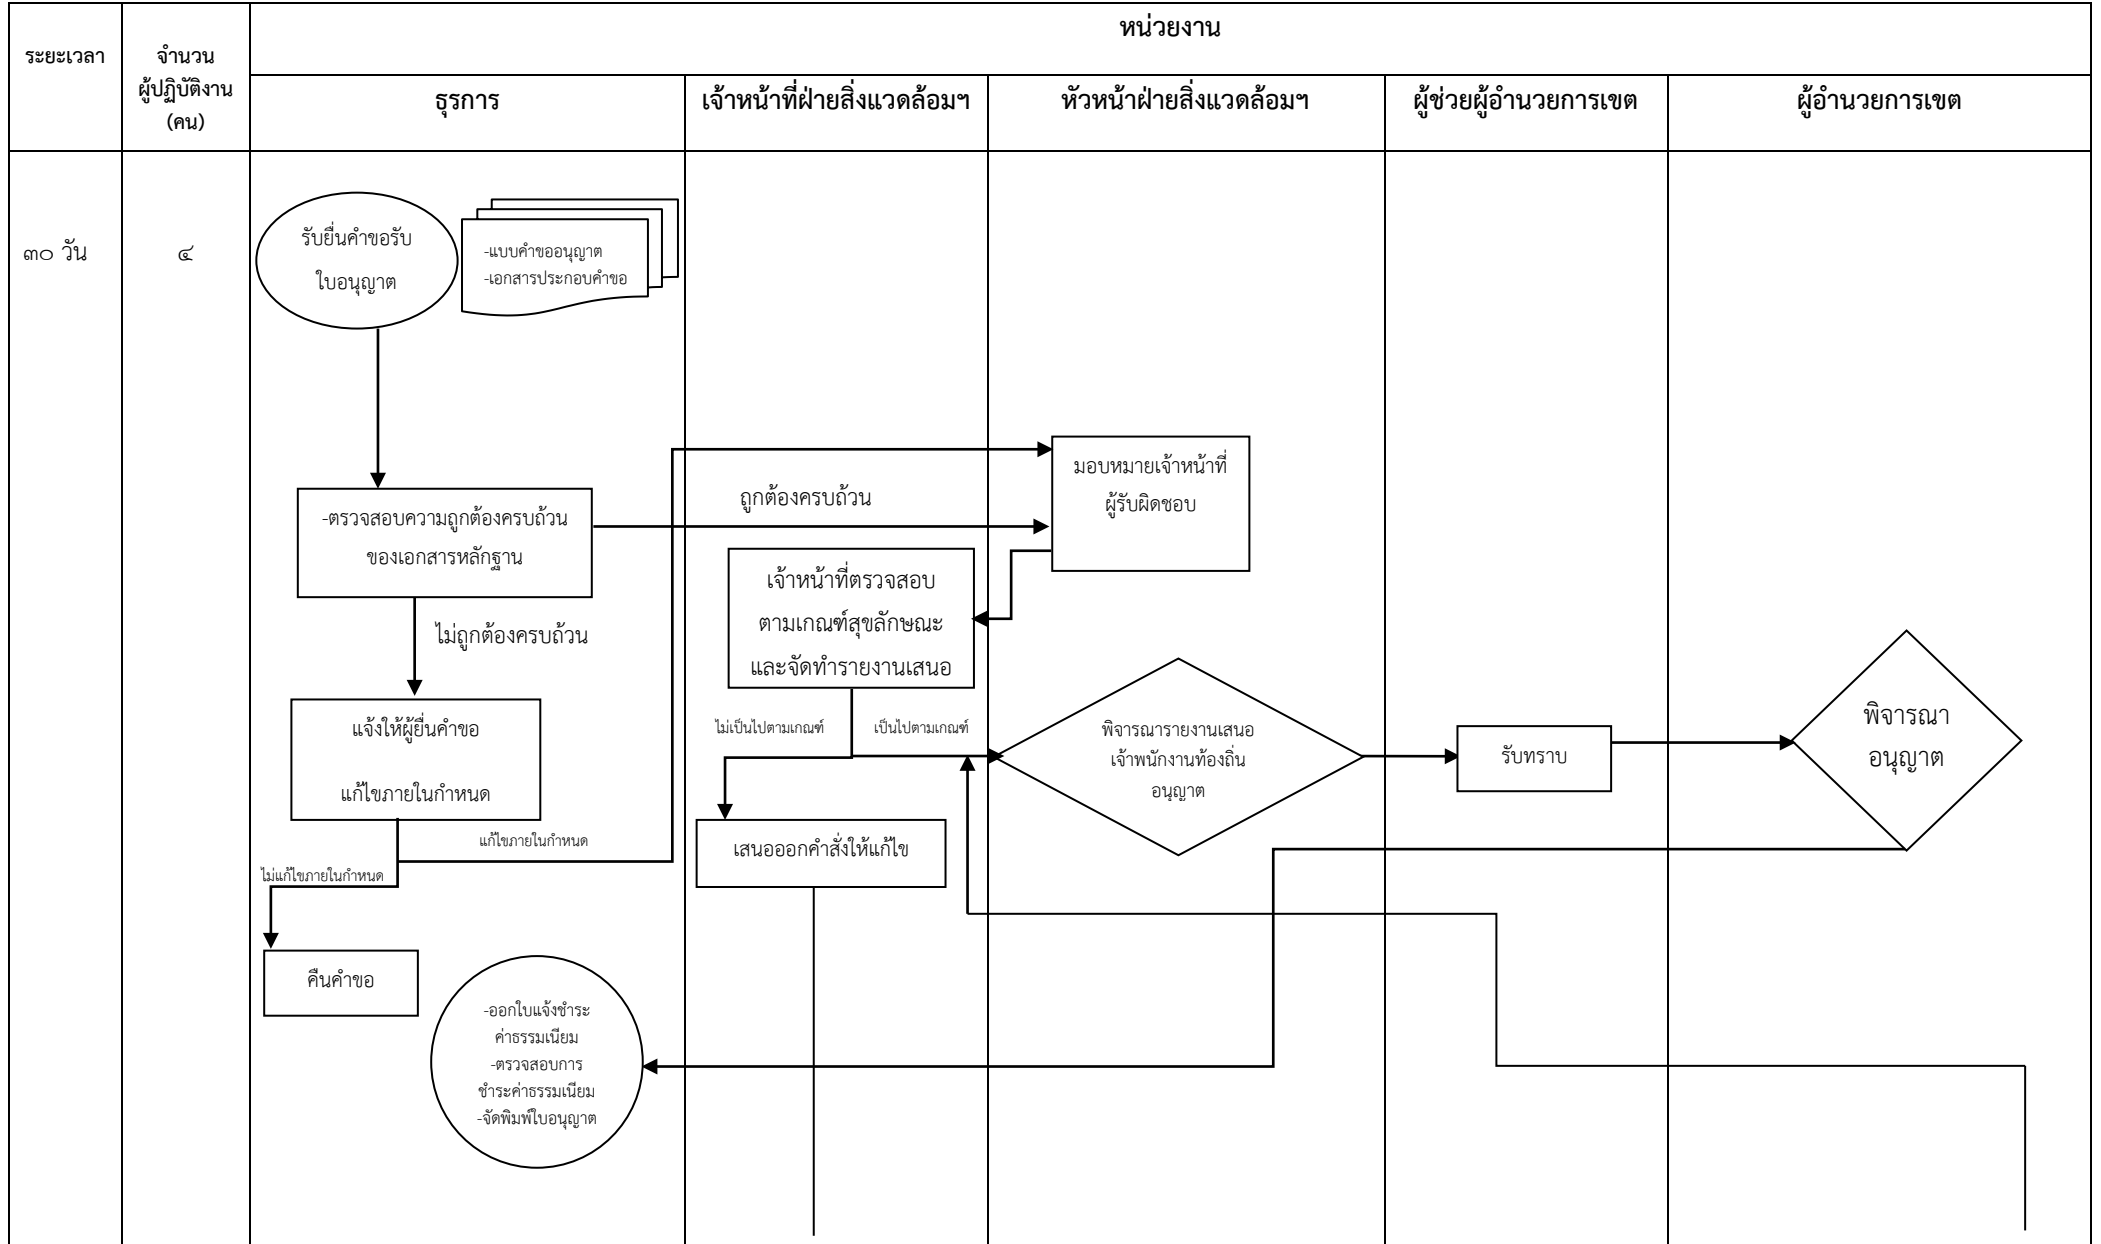 หน่วยงาน
ระยะเวลา
จำนวน
ผู้ปฏิบัติงาน
(คน)
ธุรการ
เจ้าหน้าที่ฝ่ายสิ่งแวดล้อมฯ
หัวหน้าฝ่ายสิ่งแวดล้อมฯ
ผู้ช่วยผู้อำนวยการเขต
ผู้อำนวยการเขต
๓๐ วัน
๔
รับยื่นคำขอรับ
ใบอนุญาต
-แบบคำขออนุญาต
-เอกสารประกอบคำขอ
-ตรวจสอบความถูกต้องครบถ้วน
ของเอกสารหลักฐาน
ถูกต้องครบถ้วน
มอบหมายเจ้าหน้าที่
ผู้รับผิดชอบ
เจ้าหน้าที่ตรวจสอบ
ตามเกณฑ์สุขลักษณะ
และจัดทำรายงานเสนอ
ไม่ถูกต้องครบถ้วน
แจ้งให้ผู้ยื่นคำขอ
แก้ไขภายในกำหนด
ไม่เป็นไปตามเกณฑ์
เป็นไปตามเกณฑ์
พิจารณารายงานเสนอ
เจ้าพนักงานท้องถิ่น
อนุญาต
รับทราบ
พิจารณา
อนุญาต
เสนอออกคำสั่งให้แก้ไข
แก้ไขภายในกำหนด
ไม่แก้ไขภายในกำหนด
คืนคำขอ
-ออกใบแจ้งชำระ
ค่าธรรมเนียม
-ตรวจสอบการ
ชำระค่าธรรมเนียม
-จัดพิมพ์ใบอนุญาต